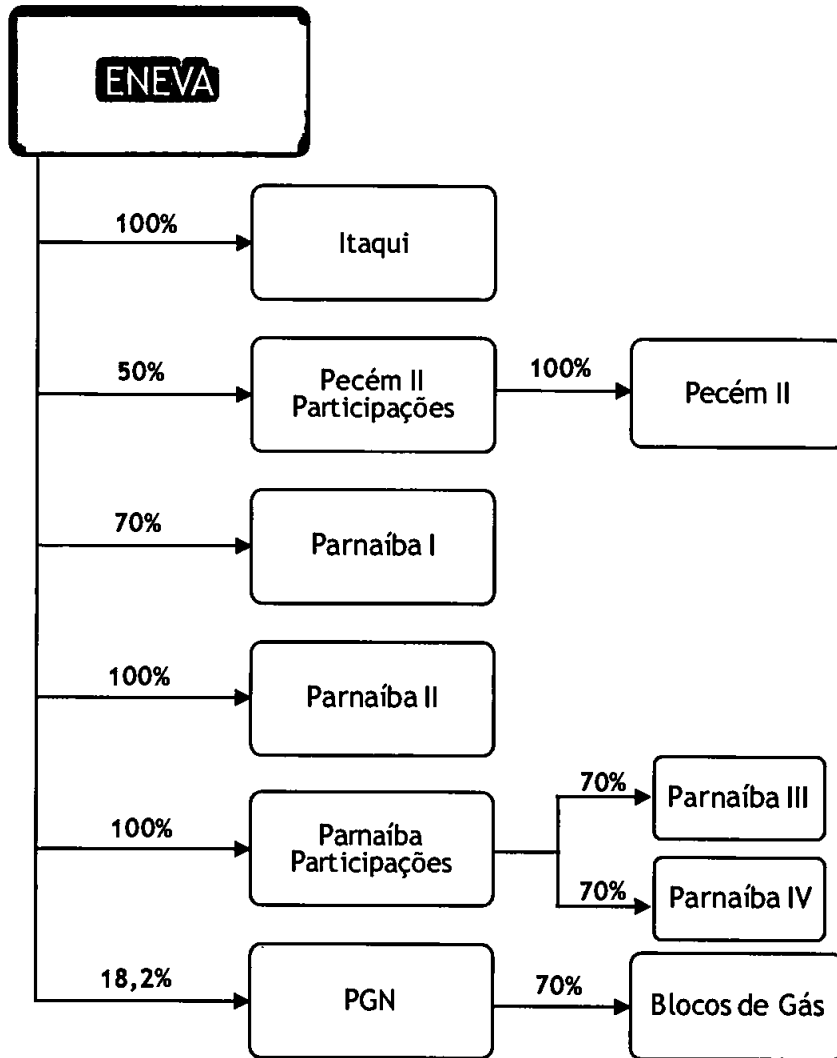 ENEVA
100%
Itaqui
50%
Pecém II
Participações
100%
Pecém II
70%
Parnaíba I
100%
Parnaíba II
100%
Parnaíba
Participações
70%
Parnaíba III
70%
Parnaíba IV
18,2%
PGN
70%
Blocos de Gás